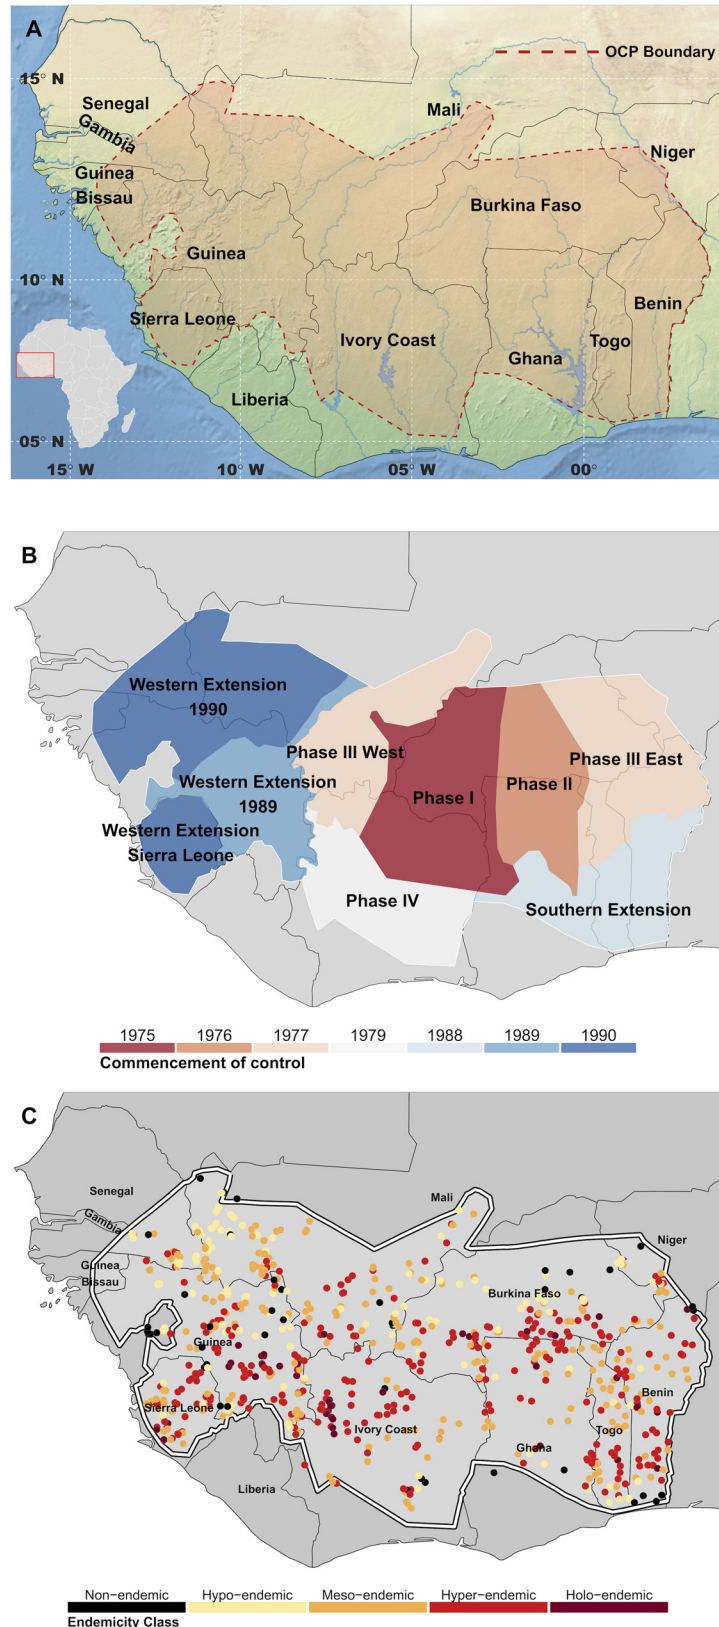 A
OCP Boundary
15° N
Senegal
Mali
Gambia
Niger
Guinea
Bissau
Burkina Faso
Guinea
10° N
Benin
Sierra Leone
Ivory Coast
Togo
Ghana
Liberia
05° N
15° W
10° W
05° W
00°
B
Western Extension
1990
Phase III West
Phase III East
Western Extension
1989
Phase I
Phase II
Western Extension
Sierra Leone
Phase IV
Southern Extension
1975 1976 1977 1979 1988 1989 1990
Commencement of control
C
Senegal
Mali
Gambia
Niger
Guinea
Bissau
Burkina Faso
Guinea
Benin
Sierra Leone
Ivory Coast
Togo
Ghana
Liberia
Non−endemic Hypo−endemic Meso−endemic Hyper−endemic Holo−endemic
Endemicity Class